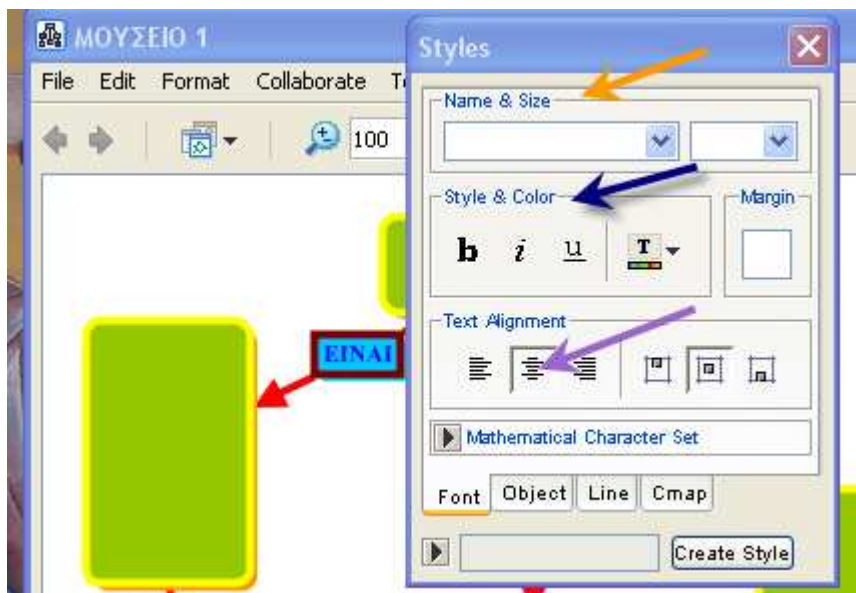 ΜΟΥΣΕΙΟ 1
File Edit Format Collaborate
100
ΕΙΝΑΙ
Styles
Name & Size
Style & Color
Margin
b i u T
Text Alignment
Mathematical Character Set
Font Object Line Cmap
Create Style